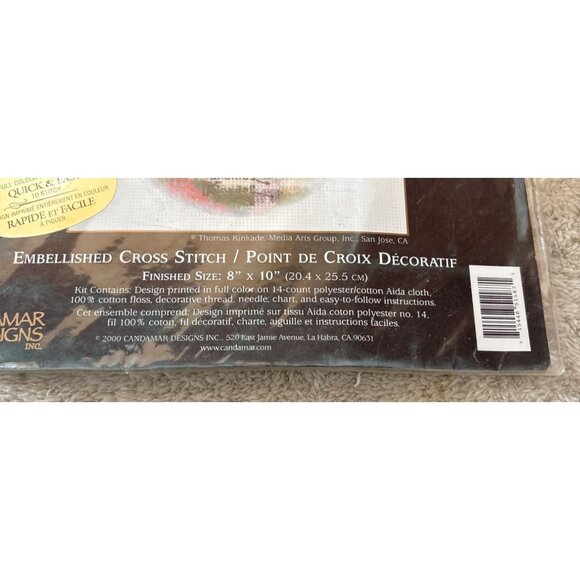 FULL COLOUR
QUICK & EASY
TO STITCH
IMPRIMÉ ENTIÈREMENT EN COULEUR
RAPIDE ET FACILE
À PIQUER
© Thomas Kinkade, Media Arts Group, Inc., San Jose, CA
EMBELLISHED CROSS STITCH / POINT DE CROIX DÉCORATIF
FINISHED SIZE: 8" X 10" (20.4 X 25.5 CM)
Kit Contains: Design printed in full color on 14-count polyester/cotton Aida cloth,
100% cotton floss, decorative thread, needle, chart, and easy-to-follow instructions.
Cet ensemble comprend: Design imprimé sur tissu Aida coton polyester no. 14,
fil 100% coton, fil décoratif, charte, aiguille et instructions faciles.
© 2000 CANDAMAR DESIGNS INC., 520 East Jamie Avenue, La Habra, CA 90631
www.candamar.com
DAMAR
SIGNS
INC.